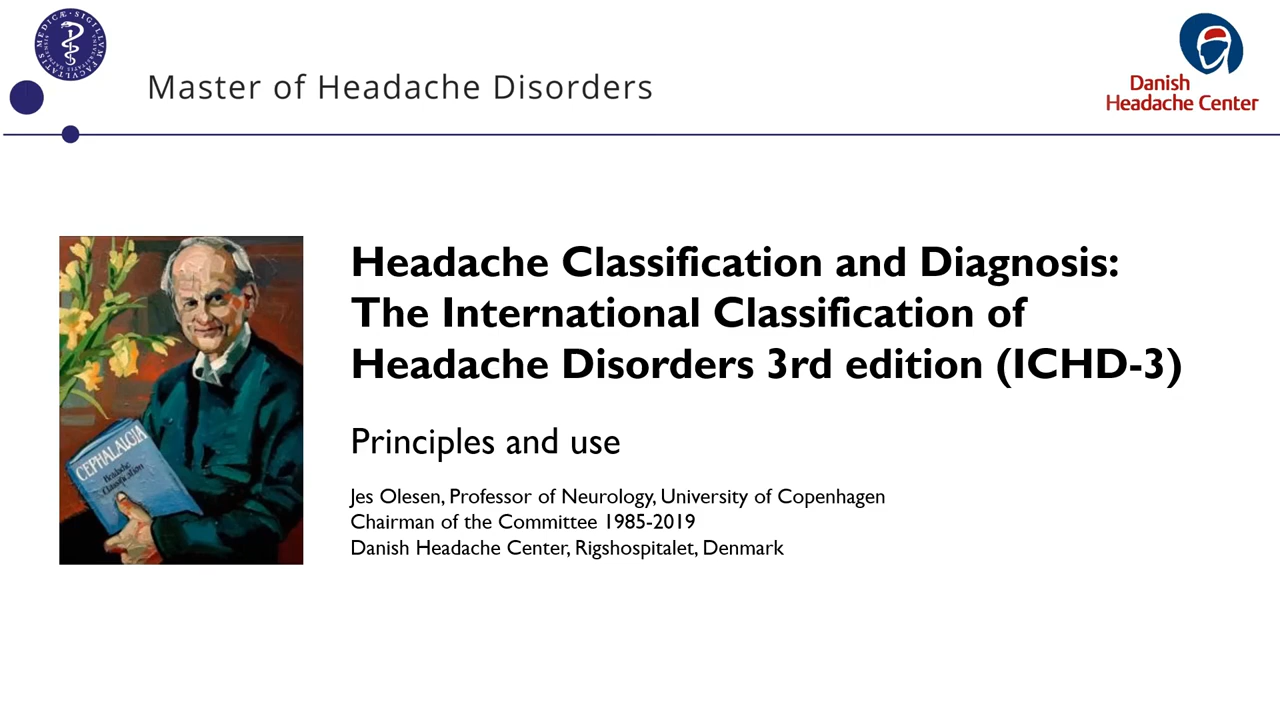 Master of Headache Disorders
Danish
Headache Center
Headache Classification and Diagnosis:
The International Classification of
Headache Disorders 3rd edition (ICHD-3)
CEPHALALGIA
Headache
Classification
Principles and use
Jes Olesen, Professor of Neurology, University of Copenhagen
Chairman of the Committee 1985-2019
Danish Headache Center, Rigshospitalet, Denmark